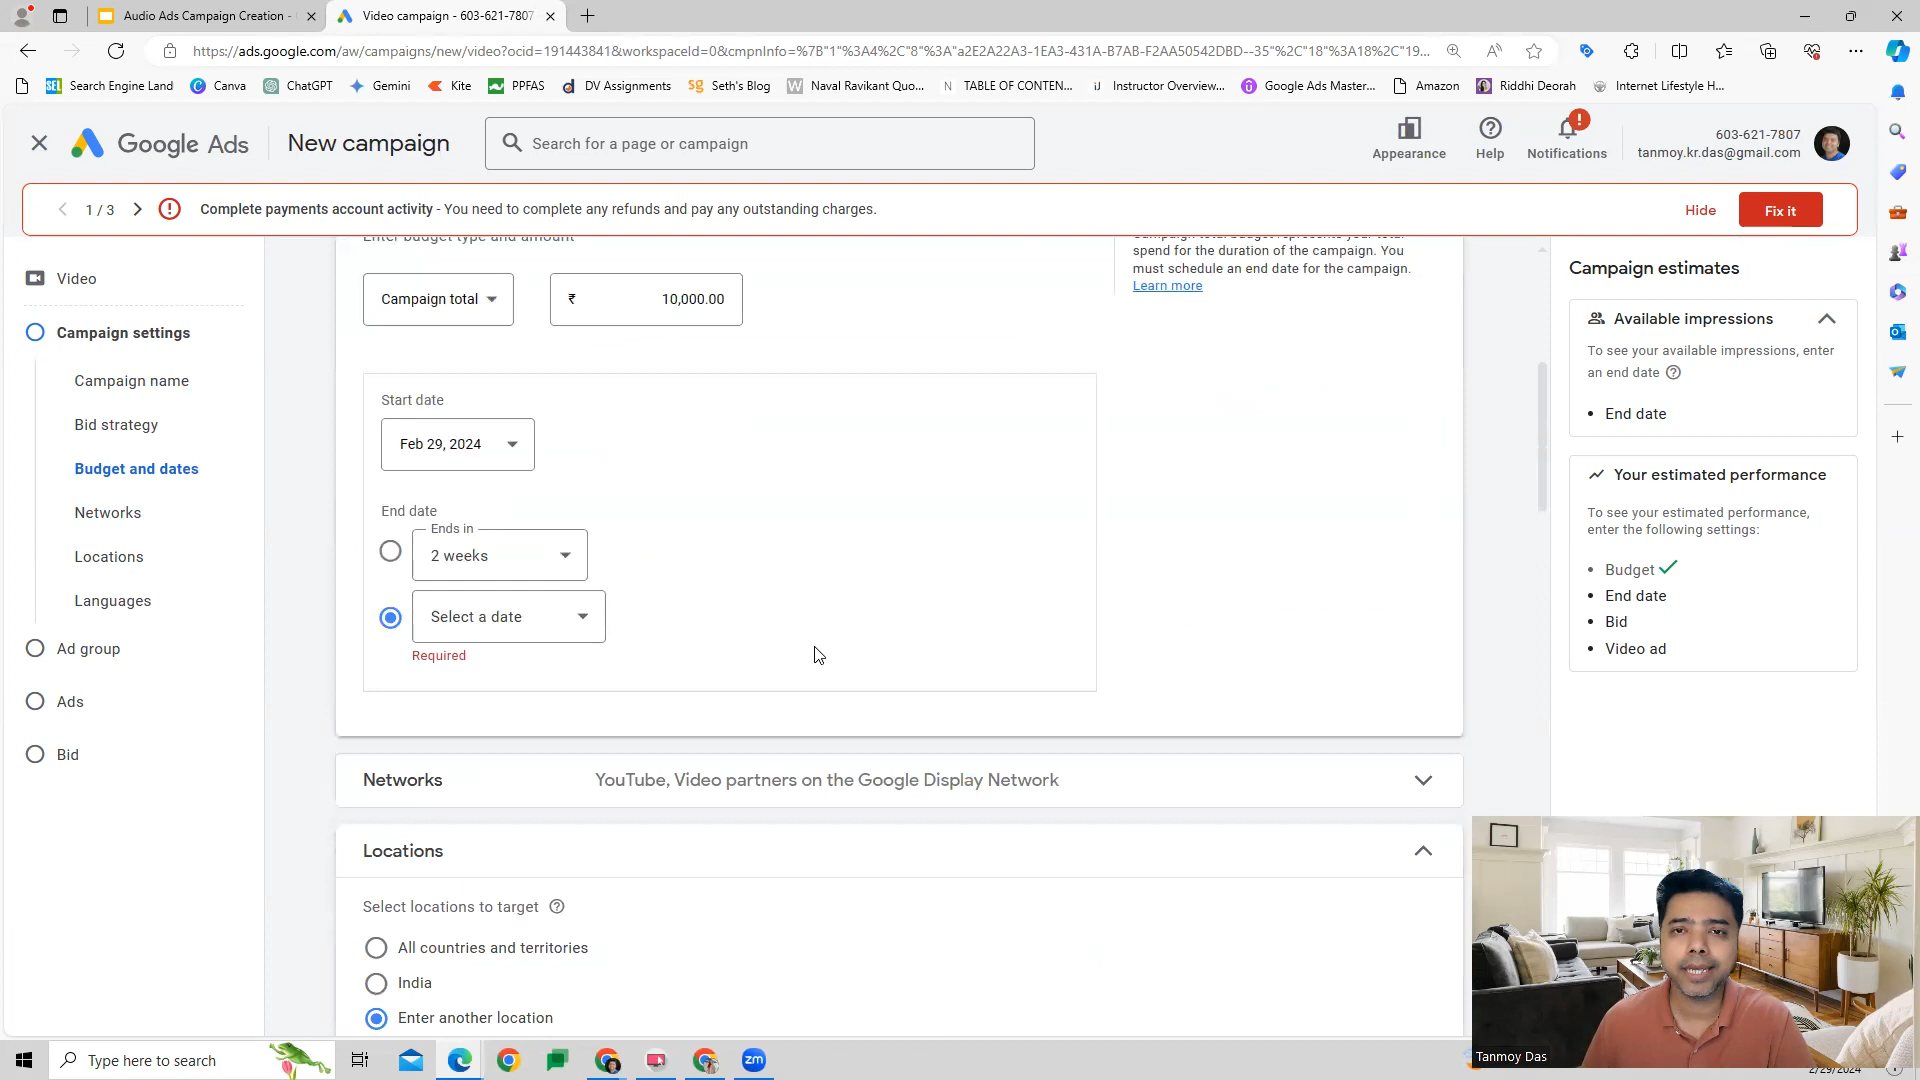 Audio Ads Campaign Creation -
Video campaign - 603-621-7807
https://ads.google.com/aw/campaigns/new/video?ocid=191443841&workspaceId=0&cmpnInfo=%7B"1"%3A4%2C"8"%3A"a2E2A22A3-1EA3-431A-B7AB-F2AA50542DBD--35"%2C"18"%3A18%2C"19...
SEL Search Engine Land
Canva
ChatGPT
Gemini
Kite
PPFAS
DV Assignments
Seth's Blog
Naval Ravikant Quo...
TABLE OF CONTEN...
Instructor Overview...
Google Ads Master...
Amazon
Riddhi Deorah
Internet Lifestyle H...
Google Ads
New campaign
Search for a page or campaign
Appearance
Help
Notifications
603-621-7807
tanmoy.kr.das@gmail.com
1 / 3
Complete payments account activity - You need to complete any refunds and pay any outstanding charges.
Hide
Fix it
Video
Campaign settings
Campaign name
Bid strategy
Budget and dates
Networks
Locations
Languages
Ad group
Ads
Bid
Enter budget type and amount
Campaign total
₹ 10,000.00
spend for the duration of the campaign. You
must schedule an end date for the campaign.
Learn more
Start date
Feb 29, 2024
End date
Ends in
2 weeks
Select a date
Required
Networks
YouTube, Video partners on the Google Display Network
Locations
Select locations to target
All countries and territories
India
Enter another location
Campaign estimates
Available impressions
To see your available impressions, enter
an end date
• End date
Your estimated performance
To see your estimated performance,
enter the following settings:
• Budget
• End date
• Bid
• Video ad
Tanmoy Das
Type here to search
zm
2/29/2024